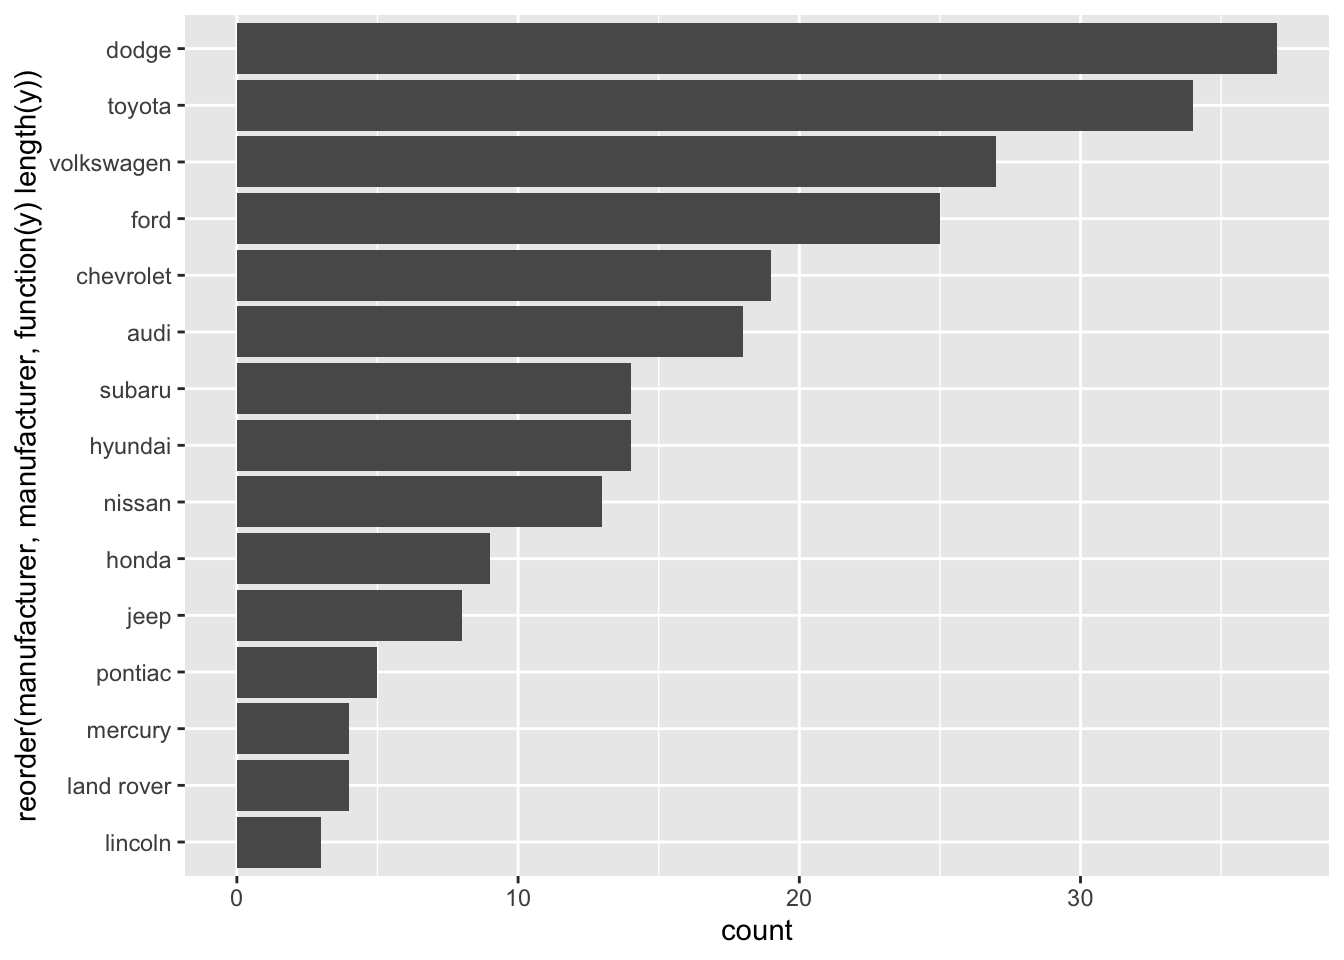 reorder(manufacturer, manufacturer, function(y) length(y))
dodge
toyota
volkswagen
ford
chevrolet
audi
subaru
hyundai
nissan
honda
jeep
pontiac
mercury
land rover
lincoln
0 10 20 30
count